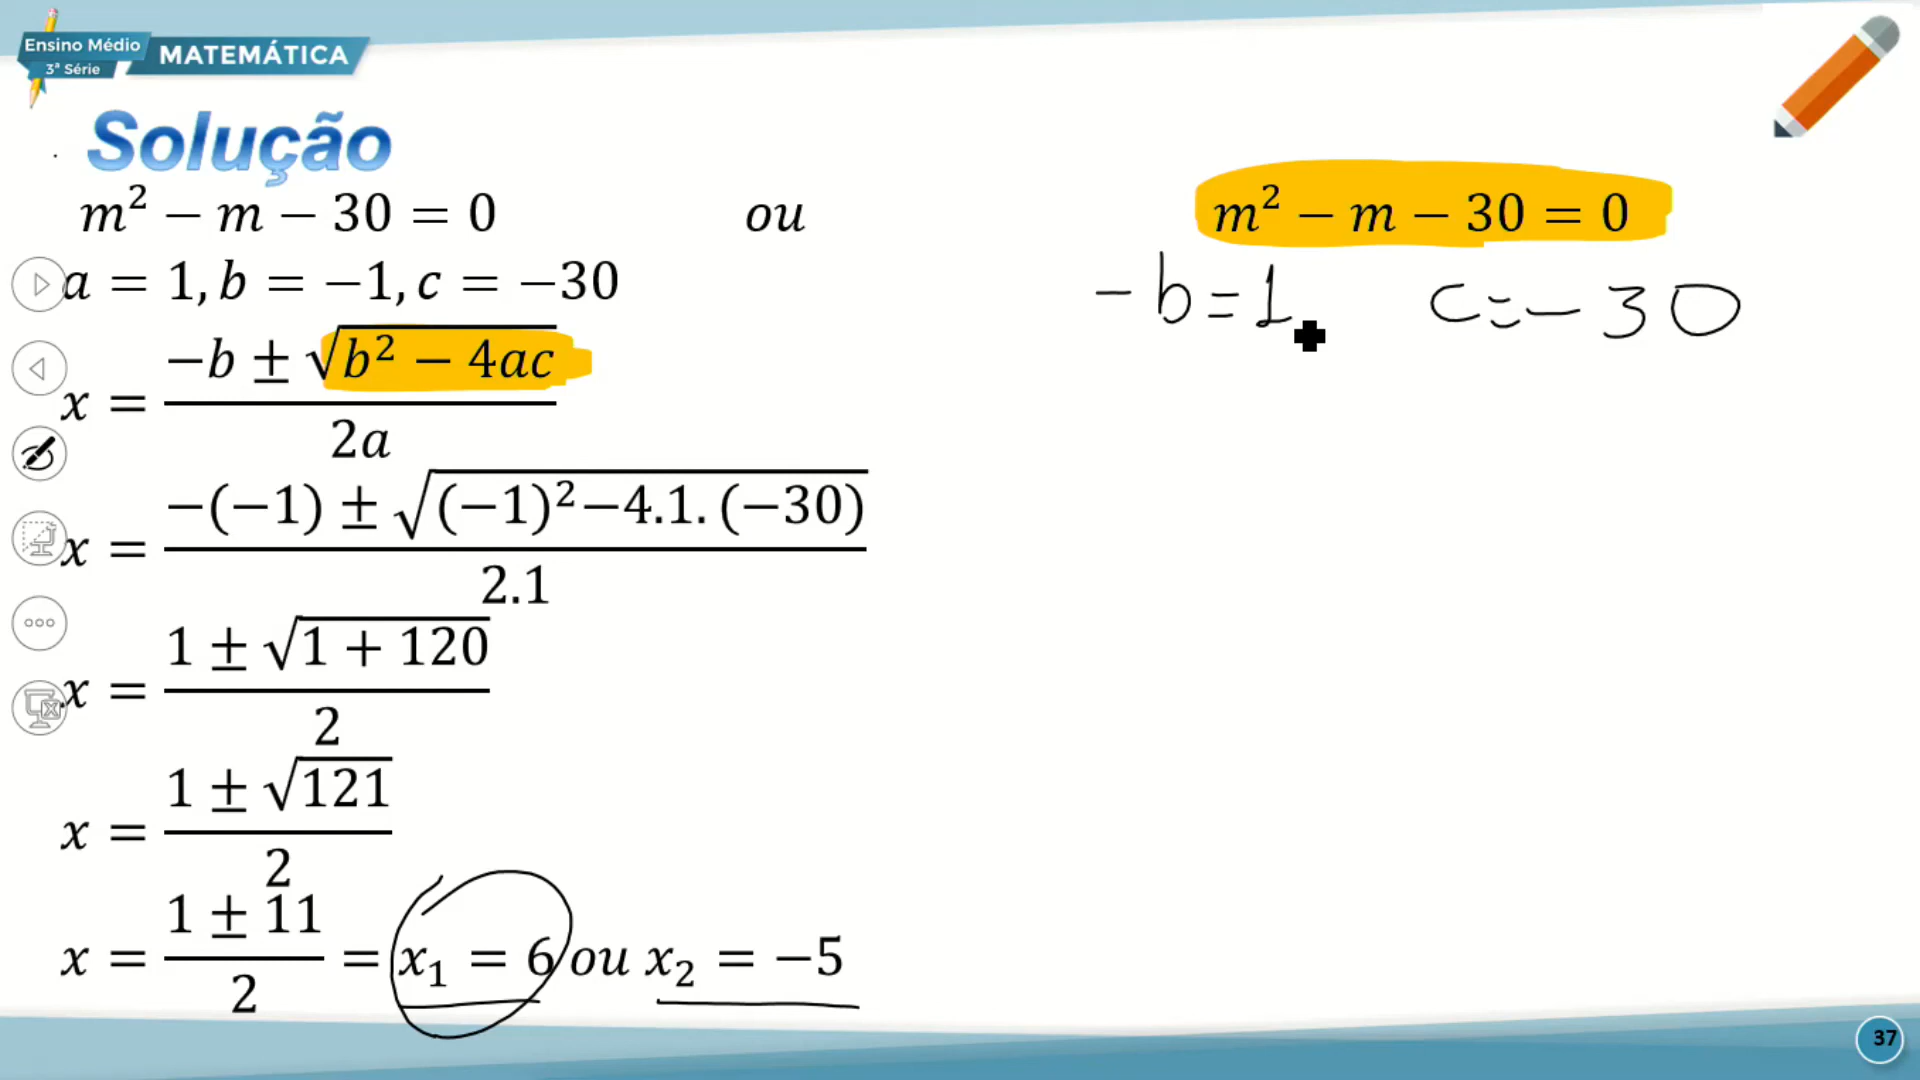 Ensino Médio
3ª Série
MATEMÁTICA
Solução
m² − m − 30 = 0 ou m² − m − 30 = 0
a = 1, b = −1, c = −30
− b = 1 c = − 30
x = (−b ± √(b² − 4ac)) / 2a
x = (−(−1) ± √((−1)²−4.1.(−30))) / 2.1
x = (1 ± √(1 + 120)) / 2
x = (1 ± √121) / 2
x = (1 ± 11) / 2 = x₁ = 6 ou x₂ = −5
37